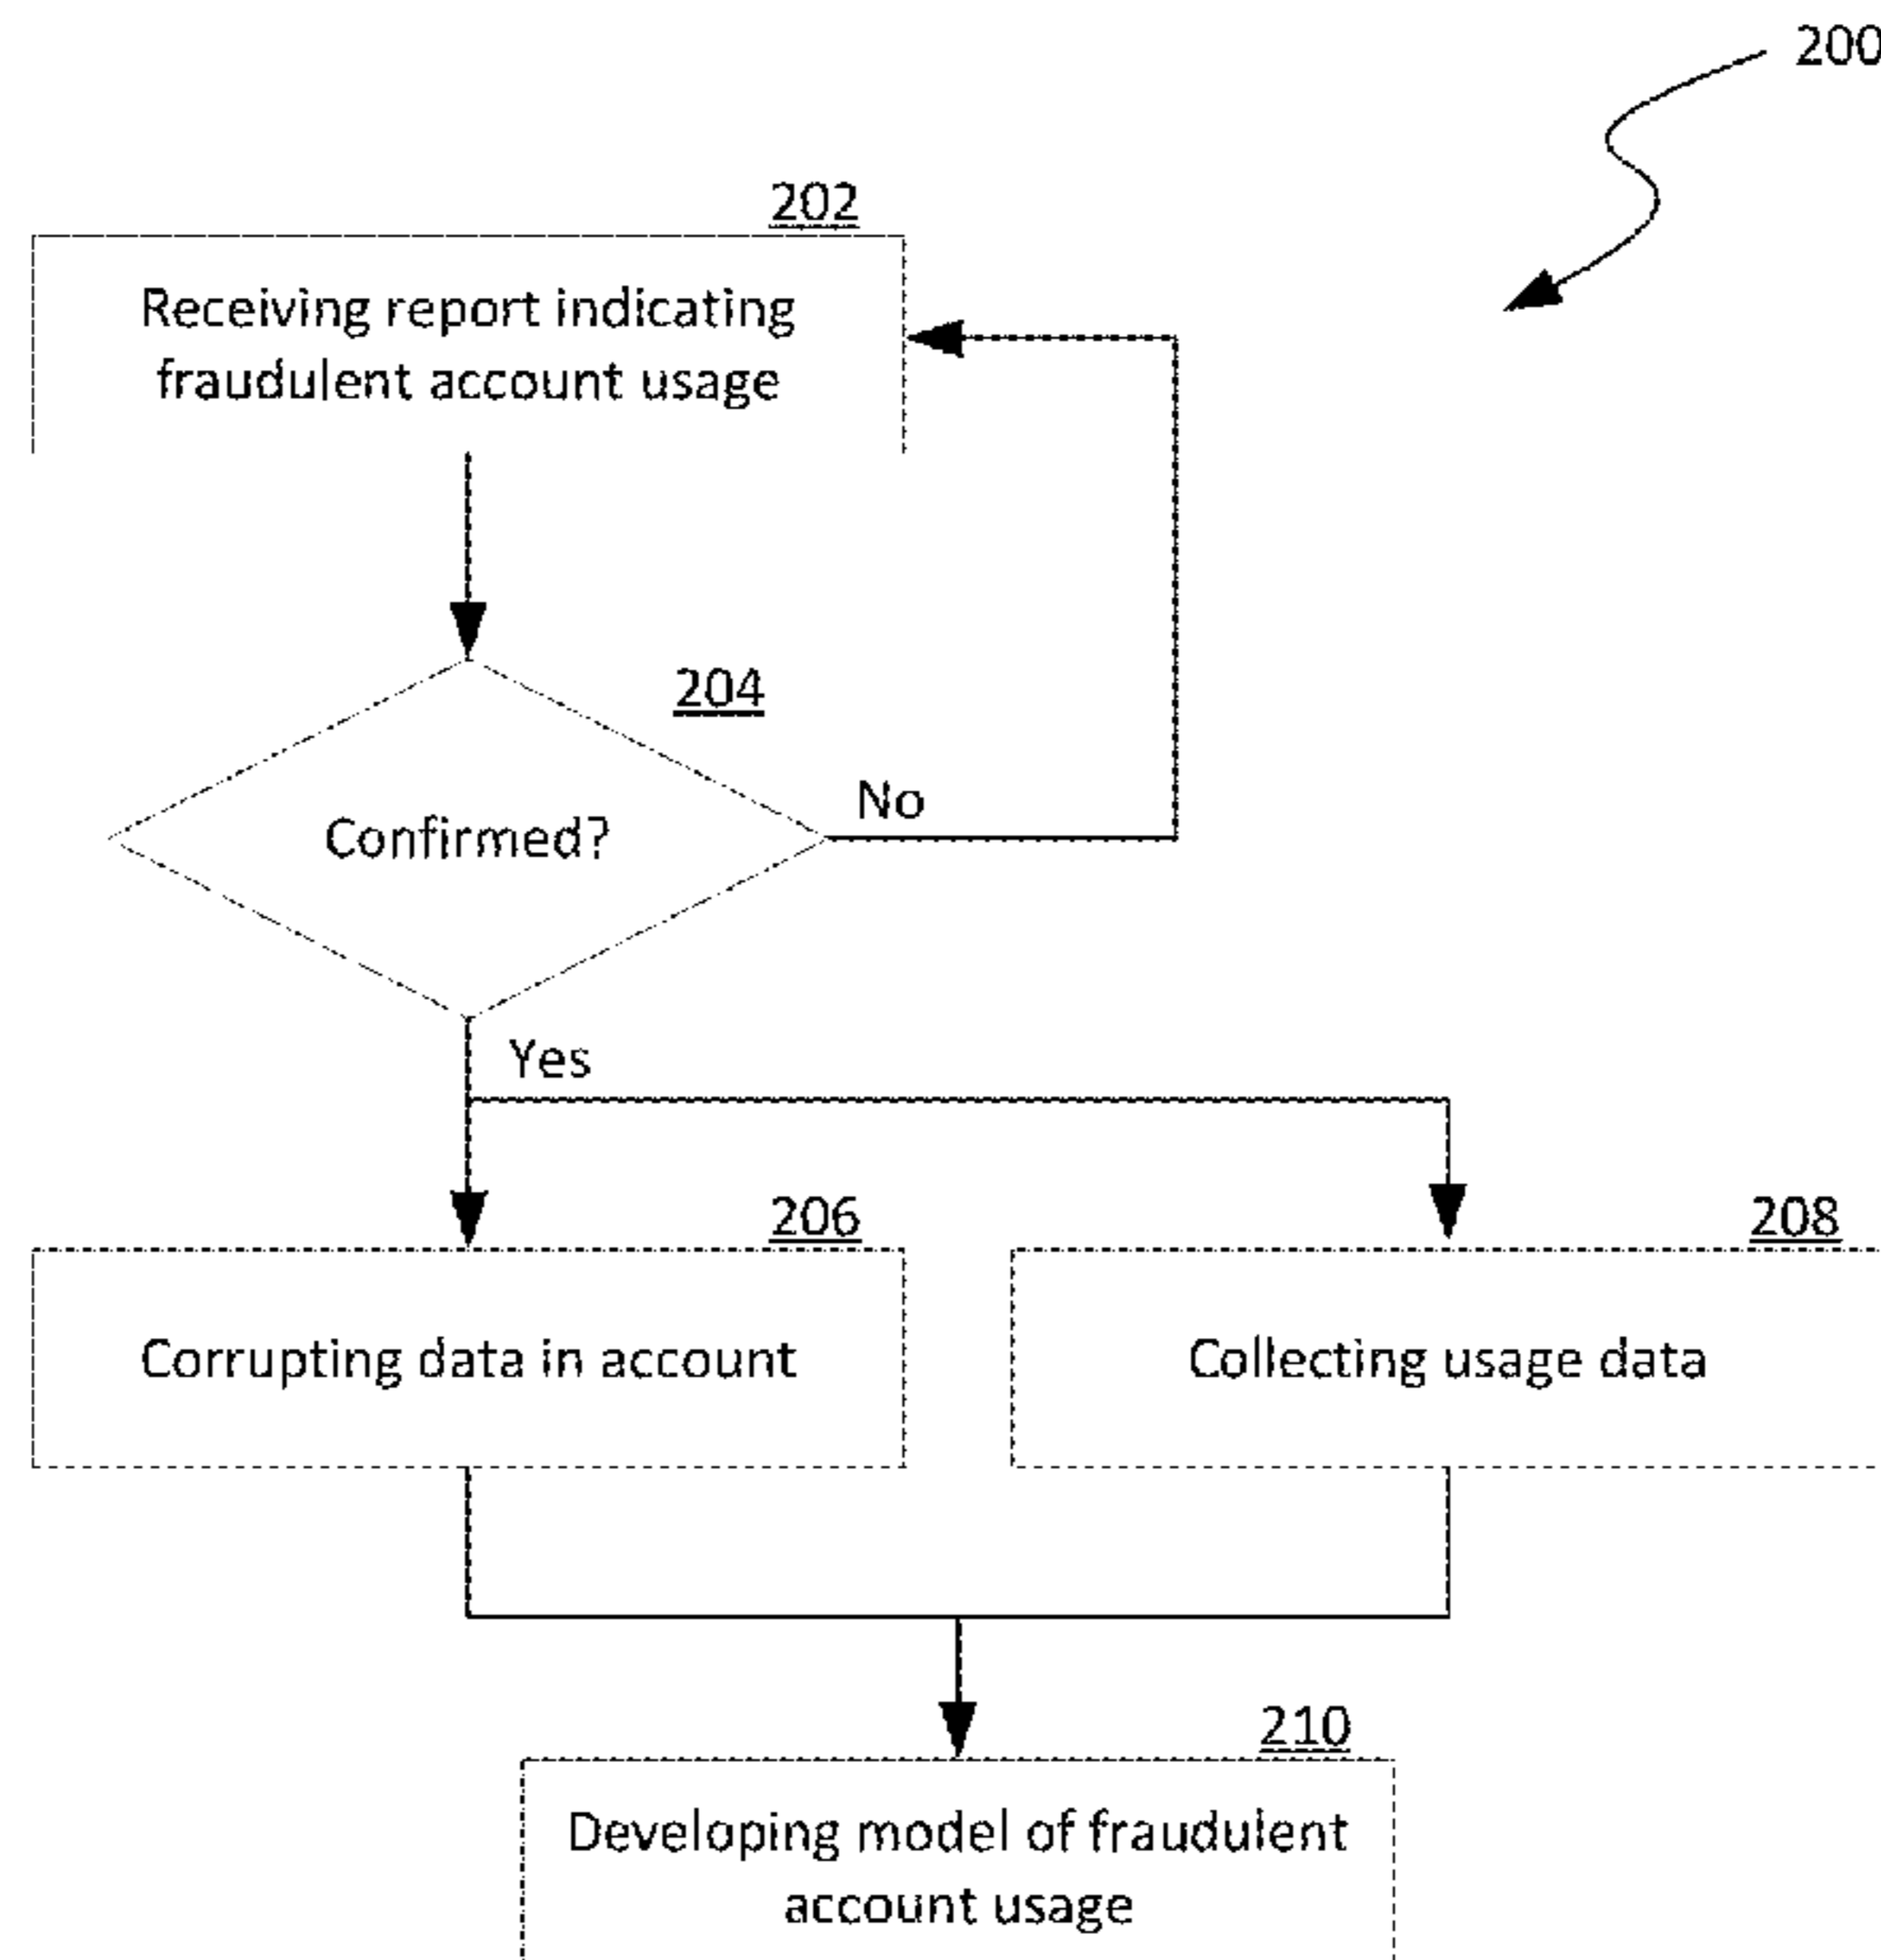 200
202
Receiving report indicating
fraudulent account usage
204
Confirmed?
No
Yes
206
Corrupting data in account
208
Collecting usage data
210
Developing model of fraudulent
account usage